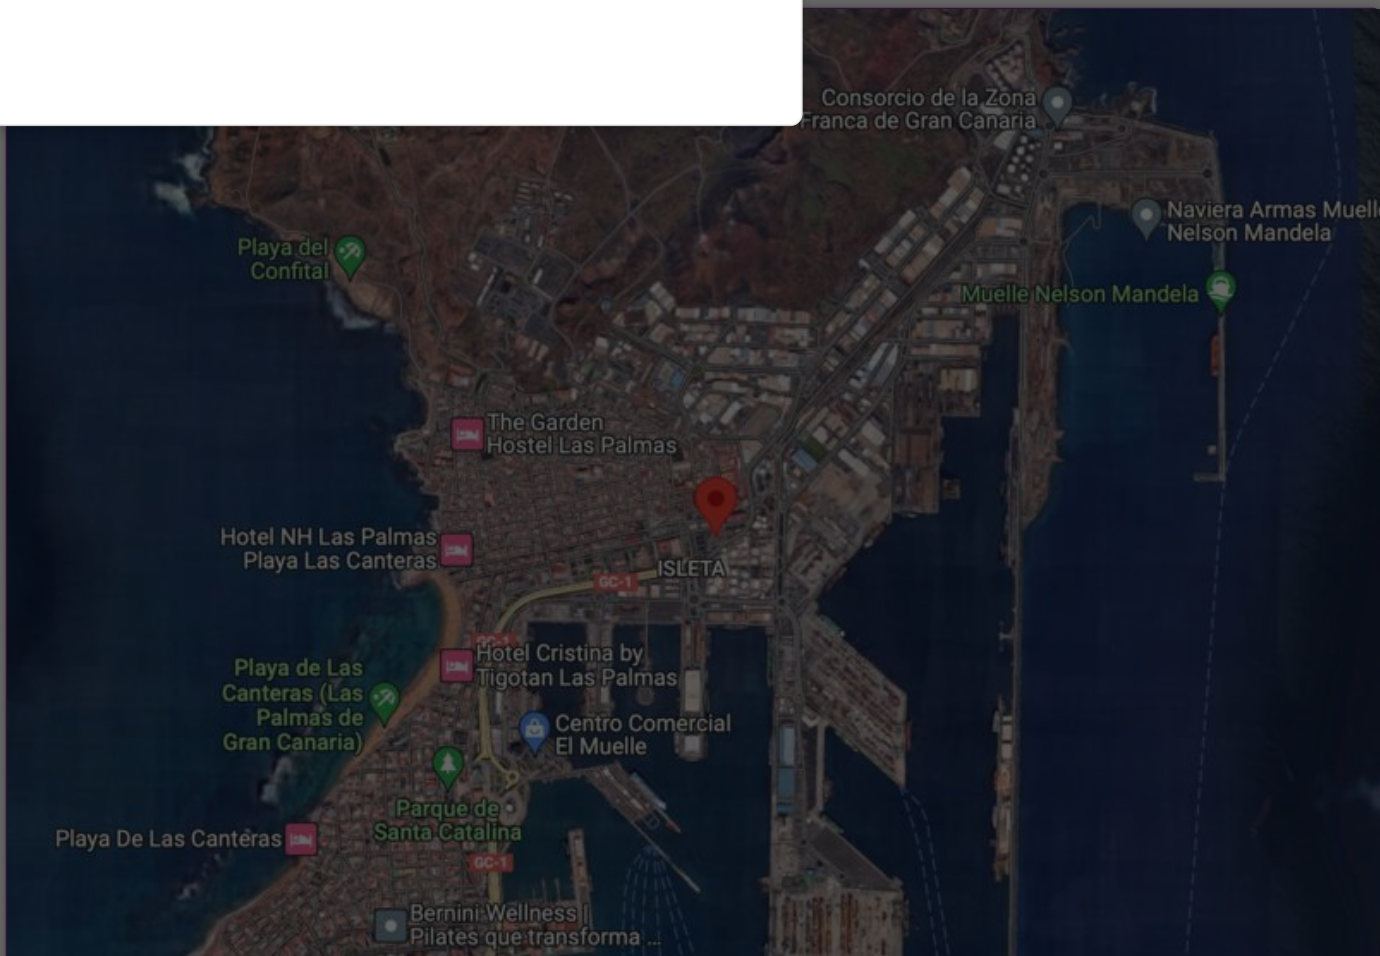 Consorcio de la Zona
Franca de Gran Canaria
Naviera Armas Muell
Nelson Mandela
Playa del
Confital
Muelle Nelson Mandela
The Garden
Hostel Las Palmas
Hotel NH Las Palmas
Playa Las Canteras
ISLETA
GC-1
GC-1
Hotel Cristina by
Tigotan Las Palmas
Playa de Las
Canteras (Las
Palmas de
Gran Canaria)
Centro Comercial
El Muelle
Parque de
Santa Catalina
Playa De Las Canteras
GC-1
Bernini Wellness |
Pilates que transforma ...